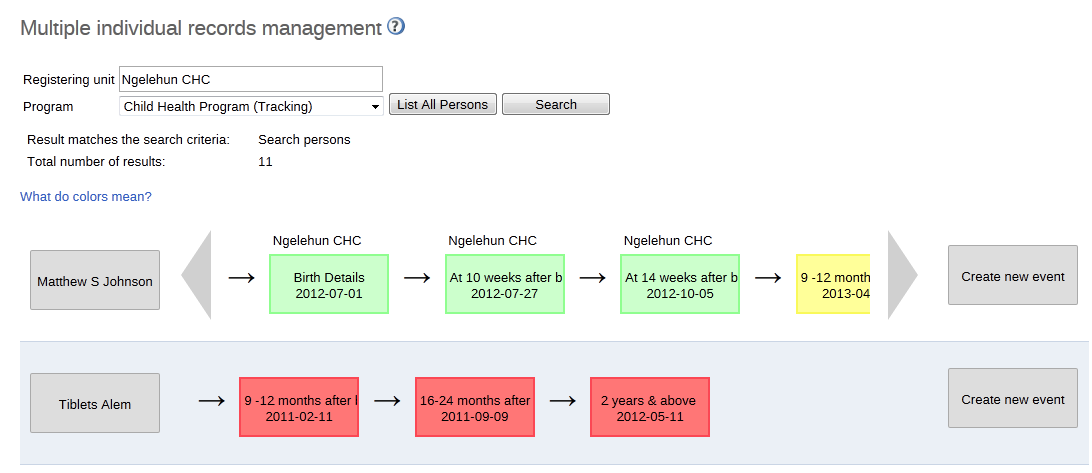 Multiple individual records management ?
Registering unit Ngelehun CHC
Program Child Health Program (Tracking) List All Persons Search
Result matches the search criteria: Search persons
Total number of results: 11
What do colors mean?
Ngelehun CHC Ngelehun CHC Ngelehun CHC
Matthew S Johnson
Birth Details
2012-07-01
At 10 weeks after b
2012-07-27
At 14 weeks after b
2012-10-05
9 -12 month
2013-04
Create new event
Tiblets Alem
9 -12 months after
2011-02-11
16-24 months after
2011-09-09
2 years & above
2012-05-11
Create new event